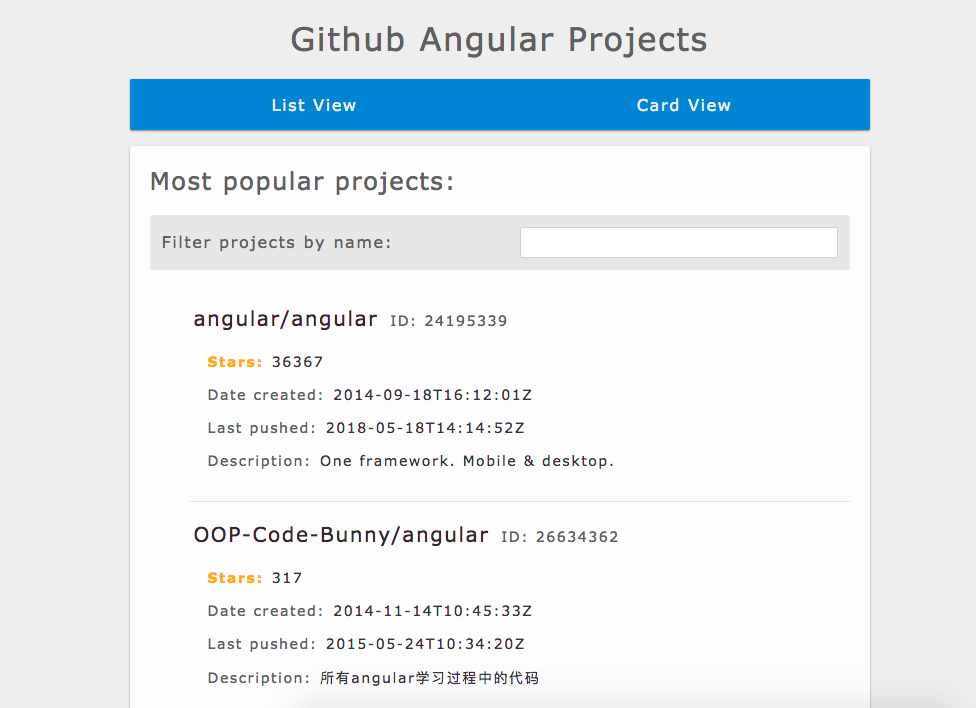 Github Angular Projects
List View Card View
Most popular projects:
Filter projects by name:
angular/angular ID: 24195339
Stars: 36367
Date created: 2014-09-18T16:12:01Z
Last pushed: 2018-05-18T14:14:52Z
Description: One framework. Mobile & desktop.
OOP-Code-Bunny/angular ID: 26634362
Stars: 317
Date created: 2014-11-14T10:45:33Z
Last pushed: 2015-05-24T10:34:20Z
Description: 所有angular学习过程中的代码